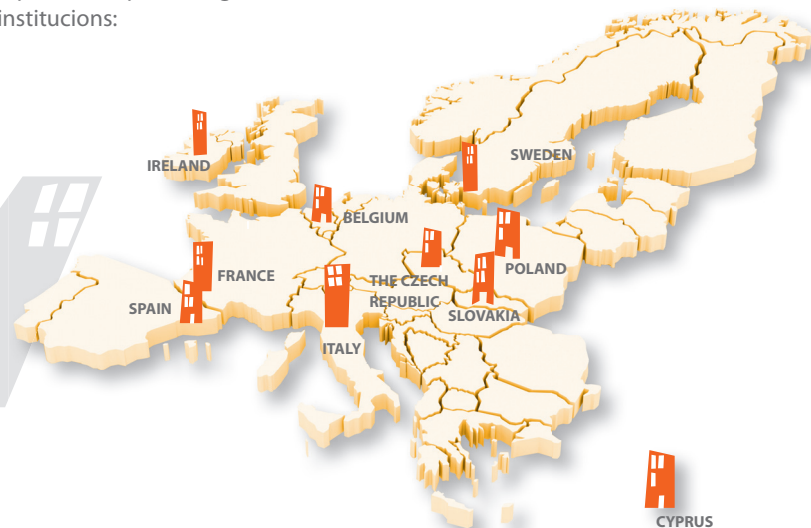 institucions:
IRELAND
SWEDEN
BELGIUM
FRANCE
THE CZECH
REPUBLIC
POLAND
SPAIN
SLOVAKIA
ITALY
CYPRUS